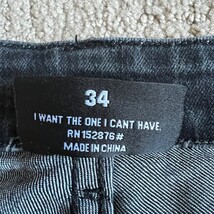 34
I WANT THE ONE I CANT HAVE.
RN 152876#
MADE IN CHINA